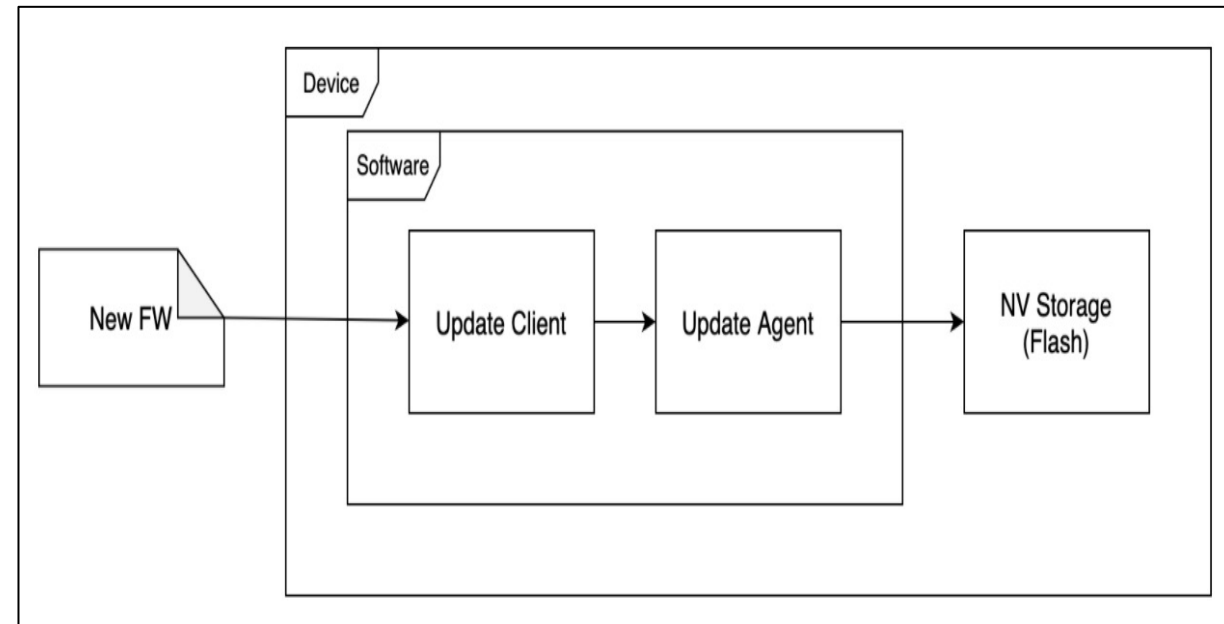 Device
Software
New FW
Update Client
Update Agent
NV Storage
(Flash)